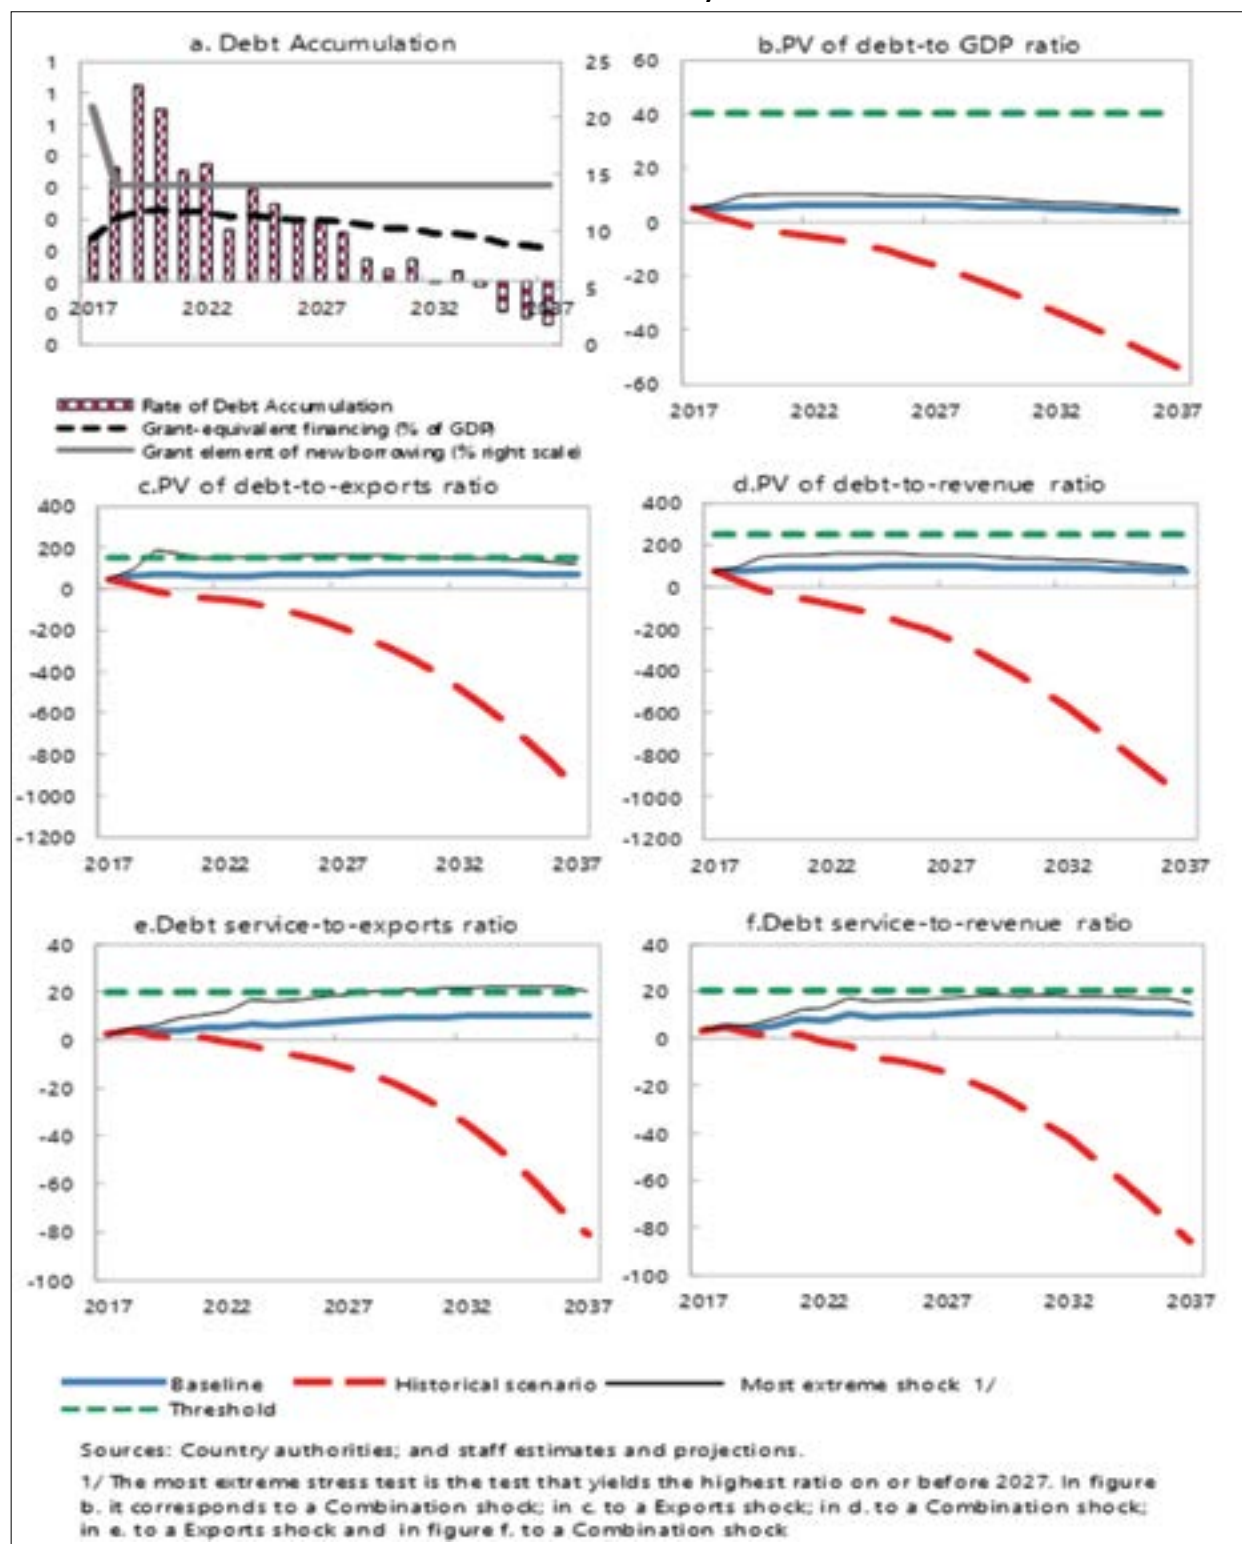 a. Debt Accumulation
1
1
1
0
0
0
0
0
0
0
25
20
15
10
5
0
2017 2022 2027 2032 2037
Rate of Debt Accumulation
Grant-equivalent financing (% of GDP)
Grant element of new borrowing (% right scale)
b.PV of debt-to GDP ratio
60
40
20
0
-20
-40
-60
2017 2022 2027 2032 2037
c.PV of debt-to-exports ratio
400
200
0
-200
-400
-600
-800
-1000
-1200
2017 2022 2027 2032 2037
d.PV of debt-to-revenue ratio
400
200
0
-200
-400
-600
-800
-1000
-1200
2017 2022 2027 2032 2037
e.Debt service-to-exports ratio
40
20
0
-20
-40
-60
-80
-100
2017 2022 2027 2032 2037
f.Debt service-to-revenue ratio
40
20
0
-20
-40
-60
-80
-100
2017 2022 2027 2032 2037
Baseline Historical scenario Most extreme shock 1/
Threshold
Sources: Country authorities; and staff estimates and projections.
1/ The most extreme stress test is the test that yields the highest ratio on or before 2027. In figure
b. it corresponds to a Combination shock; in c. to a Exports shock; in d. to a Combination shock;
in e. to a Exports shock and in figure f. to a Combination shock